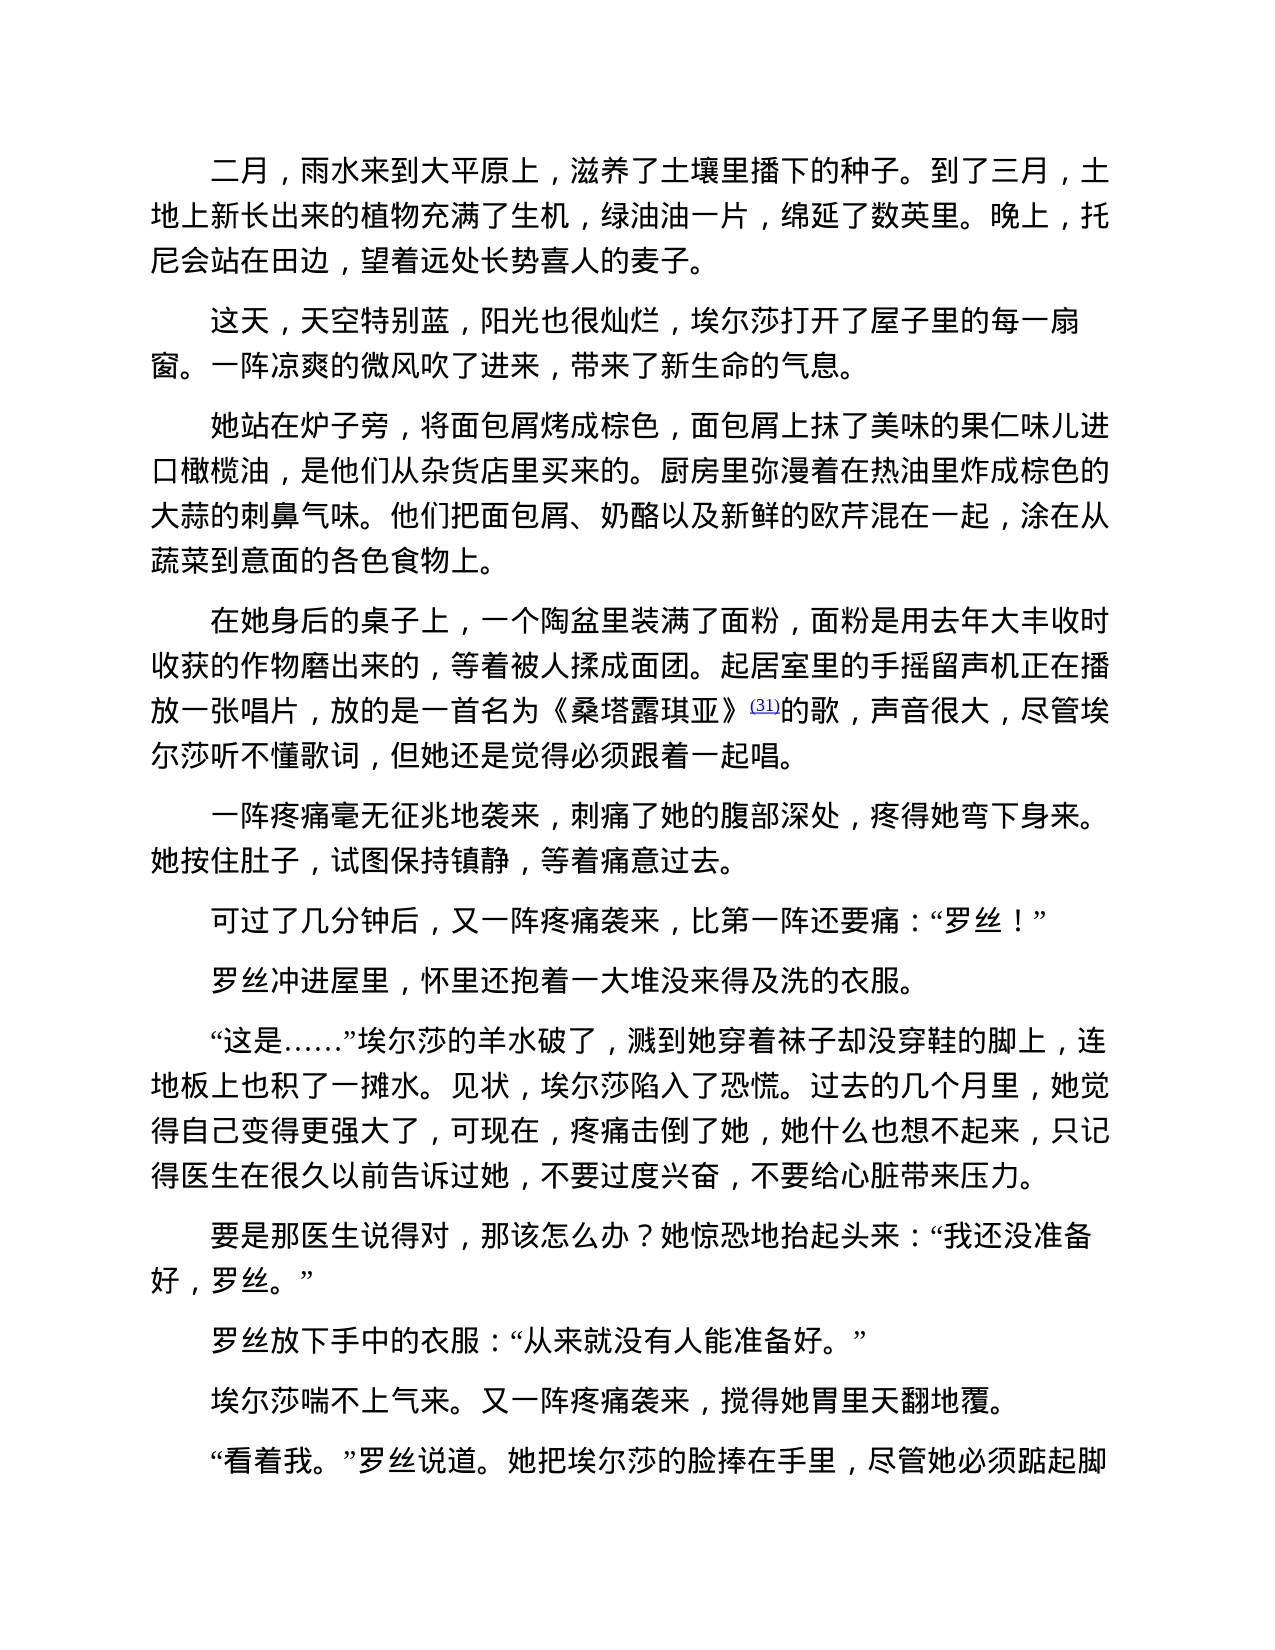 二月，雨水来到大平原上，滋养了土壤里播下的种子。到了三月，土
地上新长出来的植物充满了生机，绿油油一片，绵延了数英里。晚上，托
尼会站在田边，望着远处长势喜人的麦子。
这天，天空特别蓝，阳光也很灿烂，埃尔莎打开了屋子里的每一扇
窗。一阵凉爽的微风吹了进来，带来了新生命的气息。
她站在炉子旁，将面包屑烤成棕色，面包屑上抹了美味的果仁味儿进
口橄榄油，是他们从杂货店里买来的。厨房里弥漫着在热油里炸成棕色的
大蒜的刺鼻气味。他们把面包屑、奶酪以及新鲜的欧芹混在一起，涂在从
蔬菜到意面的各色食物上。
在她身后的桌子上，一个陶盆里装满了面粉，面粉是用去年大丰收时
收获的作物磨出来的，等着被人揉成面团。起居室里的手摇留声机正在播
放一张唱片，放的是一首名为《桑塔露琪亚》(31)的歌，声音很大，尽管埃
尔莎听不懂歌词，但她还是觉得必须跟着一起唱。
一阵疼痛毫无征兆地袭来，刺痛了她的腹部深处，疼得她弯下身来。
她按住肚子，试图保持镇静，等着痛意过去。
可过了几分钟后，又一阵疼痛袭来，比第一阵还要痛：“罗丝！”
罗丝冲进屋里，怀里还抱着一大堆没来得及洗的衣服。
“这是……”埃尔莎的羊水破了，溅到她穿着袜子却没穿鞋的脚上，连
地板上也积了一摊水。见状，埃尔莎陷入了恐慌。过去的几个月里，她觉
得自己变得更强大了，可现在，疼痛击倒了她，她什么也想不起来，只记
得医生在很久以前告诉过她，不要过度兴奋，不要给心脏带来压力。
要是那医生说得对，那该怎么办？她惊恐地抬起头来：“我还没准备
好，罗丝。”
罗丝放下手中的衣服：“从来就没有人能准备好。”
埃尔莎喘不上气来。又一阵疼痛袭来，搅得她胃里天翻地覆。
“看着我。”罗丝说道。她把埃尔莎的脸捧在手里，尽管她必须踮起脚